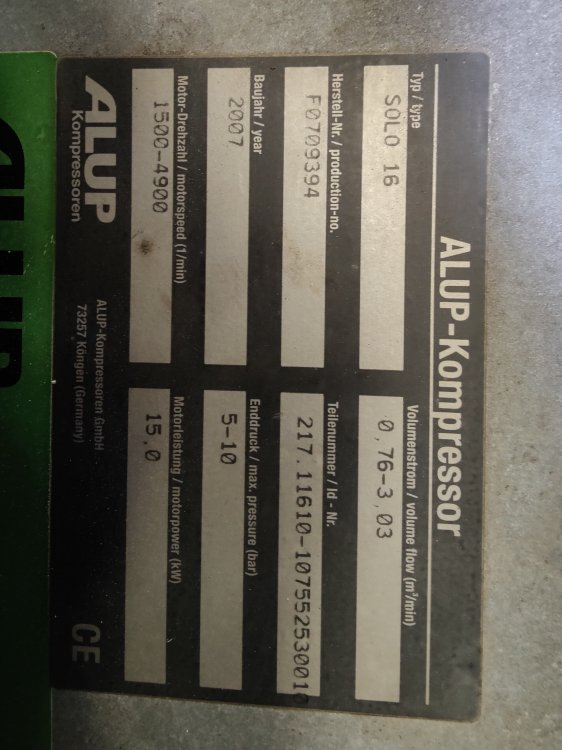 ALUP-Kompressor
Typ / type
SOLO 16
Volumenstrom / volume flow (m³/min)
0,76-3,03
Herstell-Nr. / production-no.
F0709394
Teilenummer / Id - Nr.
217.11610-107552530010
Baujahr / year
2007
Enddruck / max. pressure (bar)
5-10
Motor-Drehzahl / motorspeed (1/min)
1500-4900
Motorleistung / motorpower (kW)
15,0
ALUP
Kompressoren
ALUP-Kompressoren GmbH
73257 Köngen (Germany)
CE
ALUP